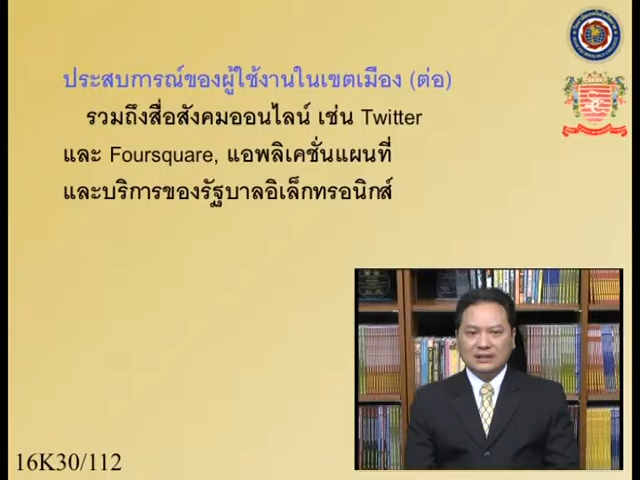 ประสบการณ์ของผู้ใช้งานในเขตเมือง (ต่อ)
รวมถึงสื่อสังคมออนไลน์ เช่น Twitter
และ Foursquare, แอพลิเคชั่นแผนที่
และบริการของรัฐบาลอิเล็กทรอนิกส์
16K30/112